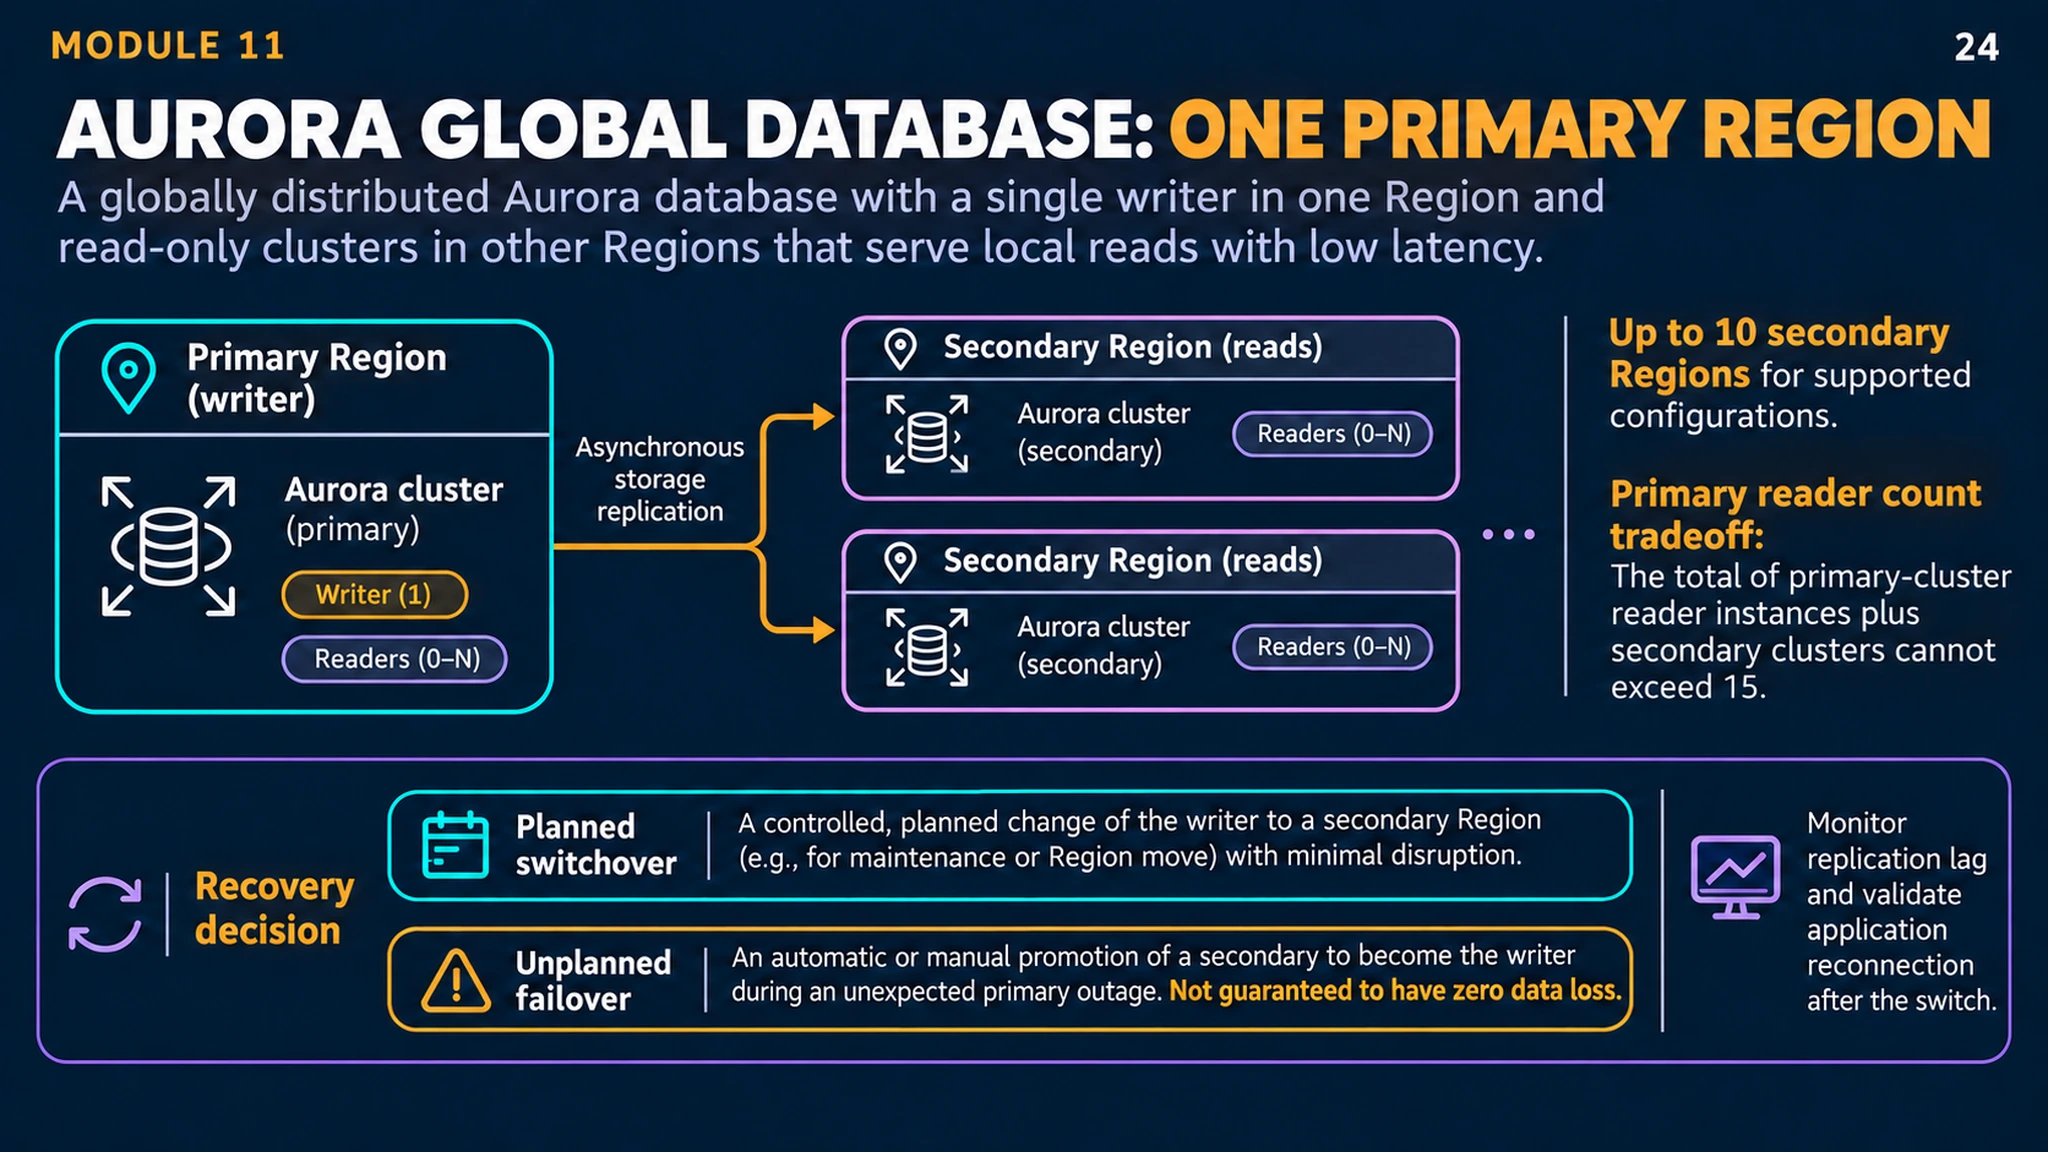 MODULE 11
24
AURORA GLOBAL DATABASE: ONE PRIMARY REGION
A globally distributed Aurora database with a single writer in one Region and
read-only clusters in other Regions that serve local reads with low latency.
Primary Region
(writer)
Aurora cluster
(primary)
Writer (1)
Readers (0–N)
Asynchronous
storage
replication
Secondary Region (reads)
Aurora cluster
(secondary)
Readers (0–N)
Secondary Region (reads)
Aurora cluster
(secondary)
Readers (0–N)
Up to 10 secondary
Regions for supported
configurations.
Primary reader count
tradeoff:
The total of primary-cluster
reader instances plus
secondary clusters cannot
exceed 15.
Recovery
decision
Planned
switchover
A controlled, planned change of the writer to a secondary Region
(e.g., for maintenance or Region move) with minimal disruption.
Unplanned
failover
An automatic or manual promotion of a secondary to become the writer
during an unexpected primary outage. Not guaranteed to have zero data loss.
Monitor
replication lag
and validate
application
reconnection
after the switch.